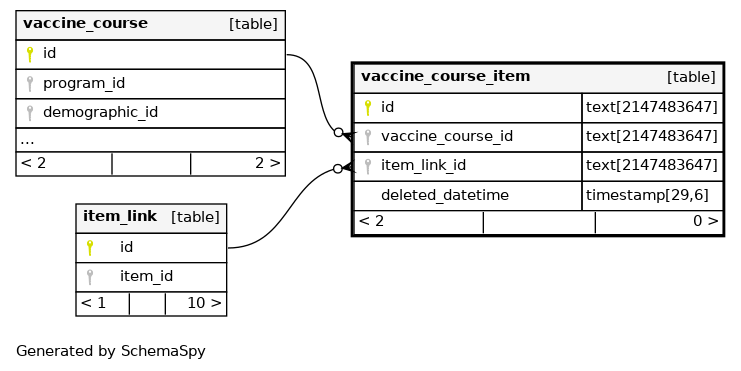 vaccine_course [table]
id
program_id
demographic_id
...
< 2 2 >
vaccine_course_item [table]
id text[2147483647]
vaccine_course_id text[2147483647]
item_link_id text[2147483647]
deleted_datetime timestamp[29,6]
< 2 0 >
item_link [table]
id
item_id
< 1 10 >
Generated by SchemaSpy